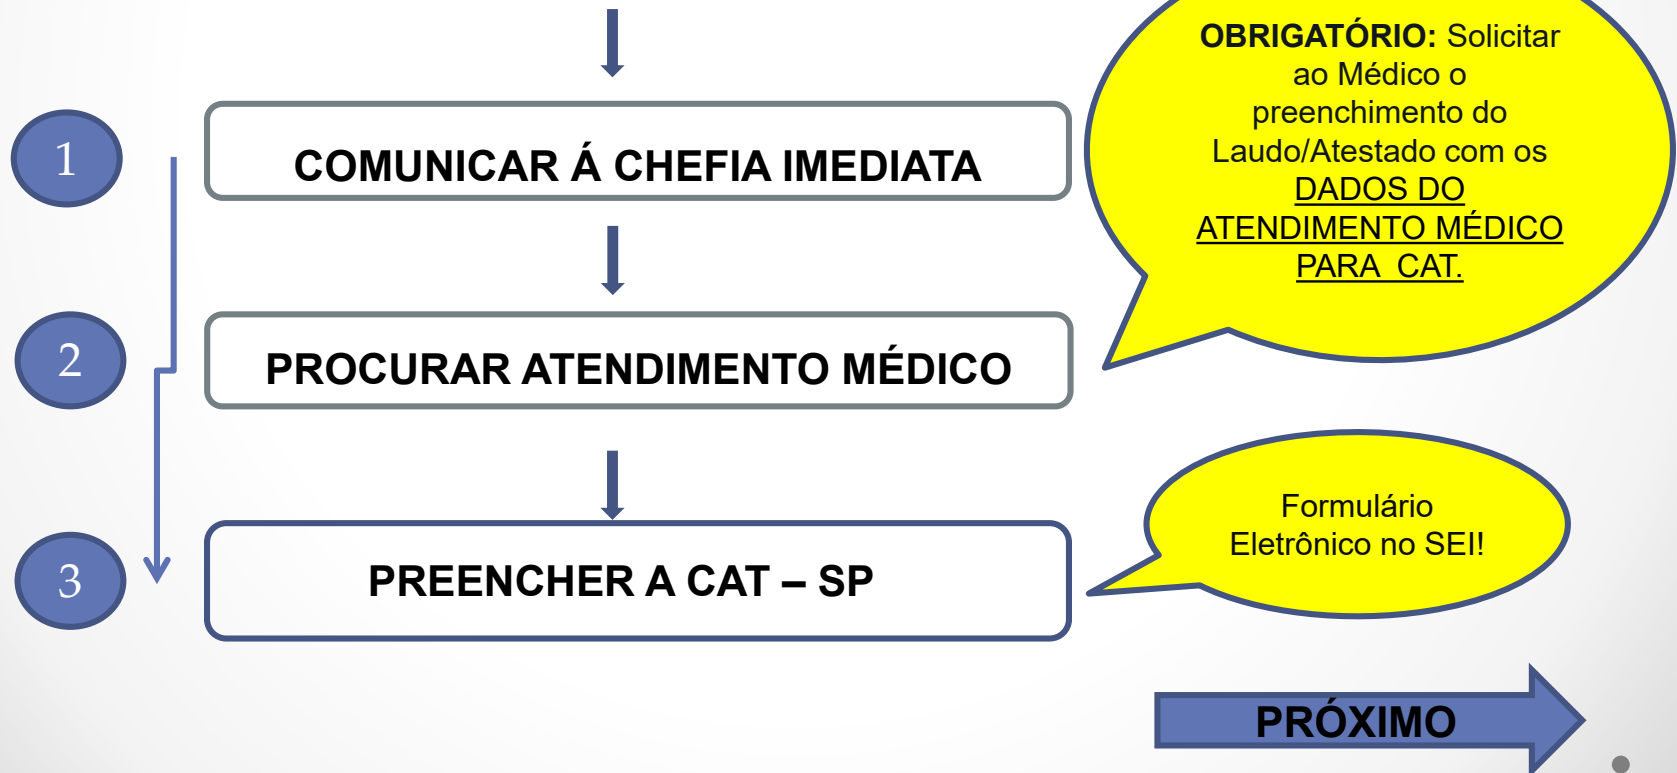 OBRIGATÓRIO: Solicitar
ao Médico o
preenchimento do
Laudo/Atestado com os
DADOS DO
ATENDIMENTO MÉDICO
PARA CAT.
1
COMUNICAR Á CHEFIA IMEDIATA
2
PROCURAR ATENDIMENTO MÉDICO
Formulário
Eletrônico no SEI!
3
PREENCHER A CAT – SP
PRÓXIMO